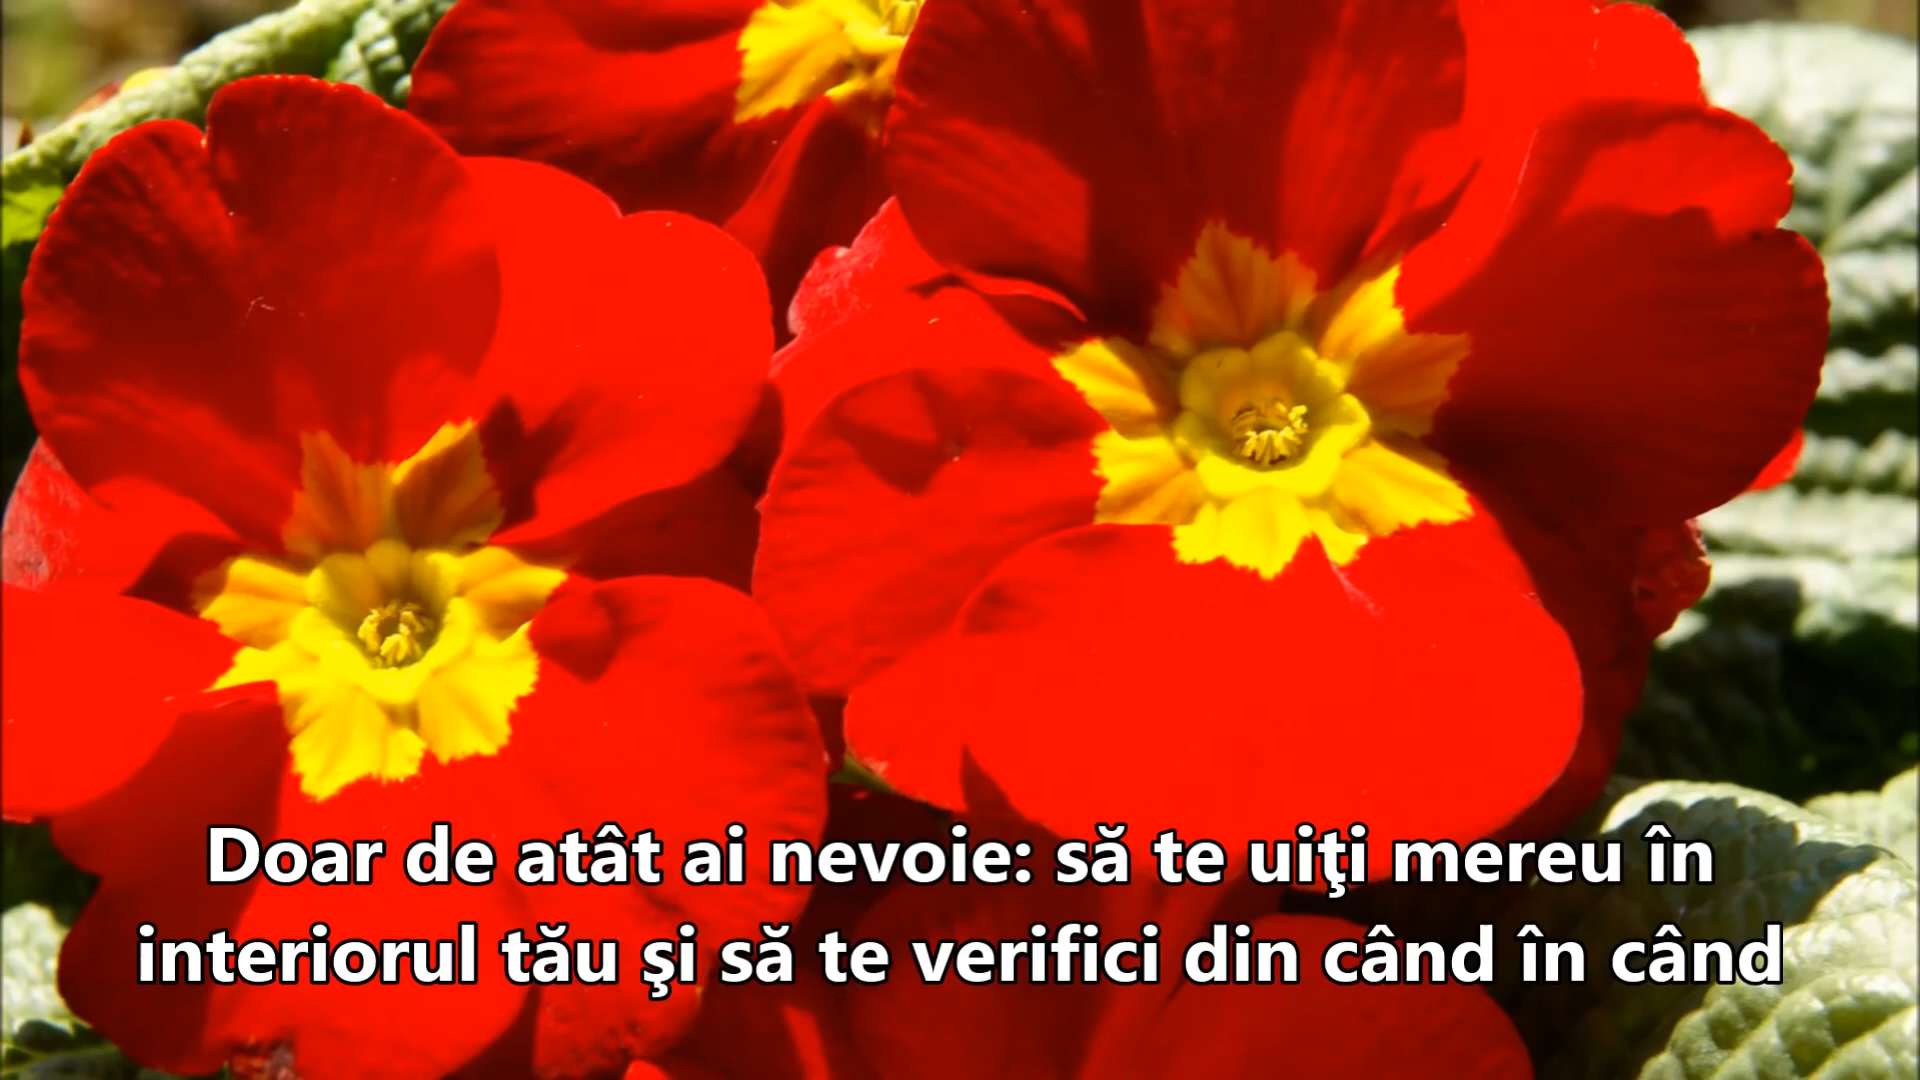 Doar de atât ai nevoie: să te uiţi mereu în
interiorul tău şi să te verifici din când în când